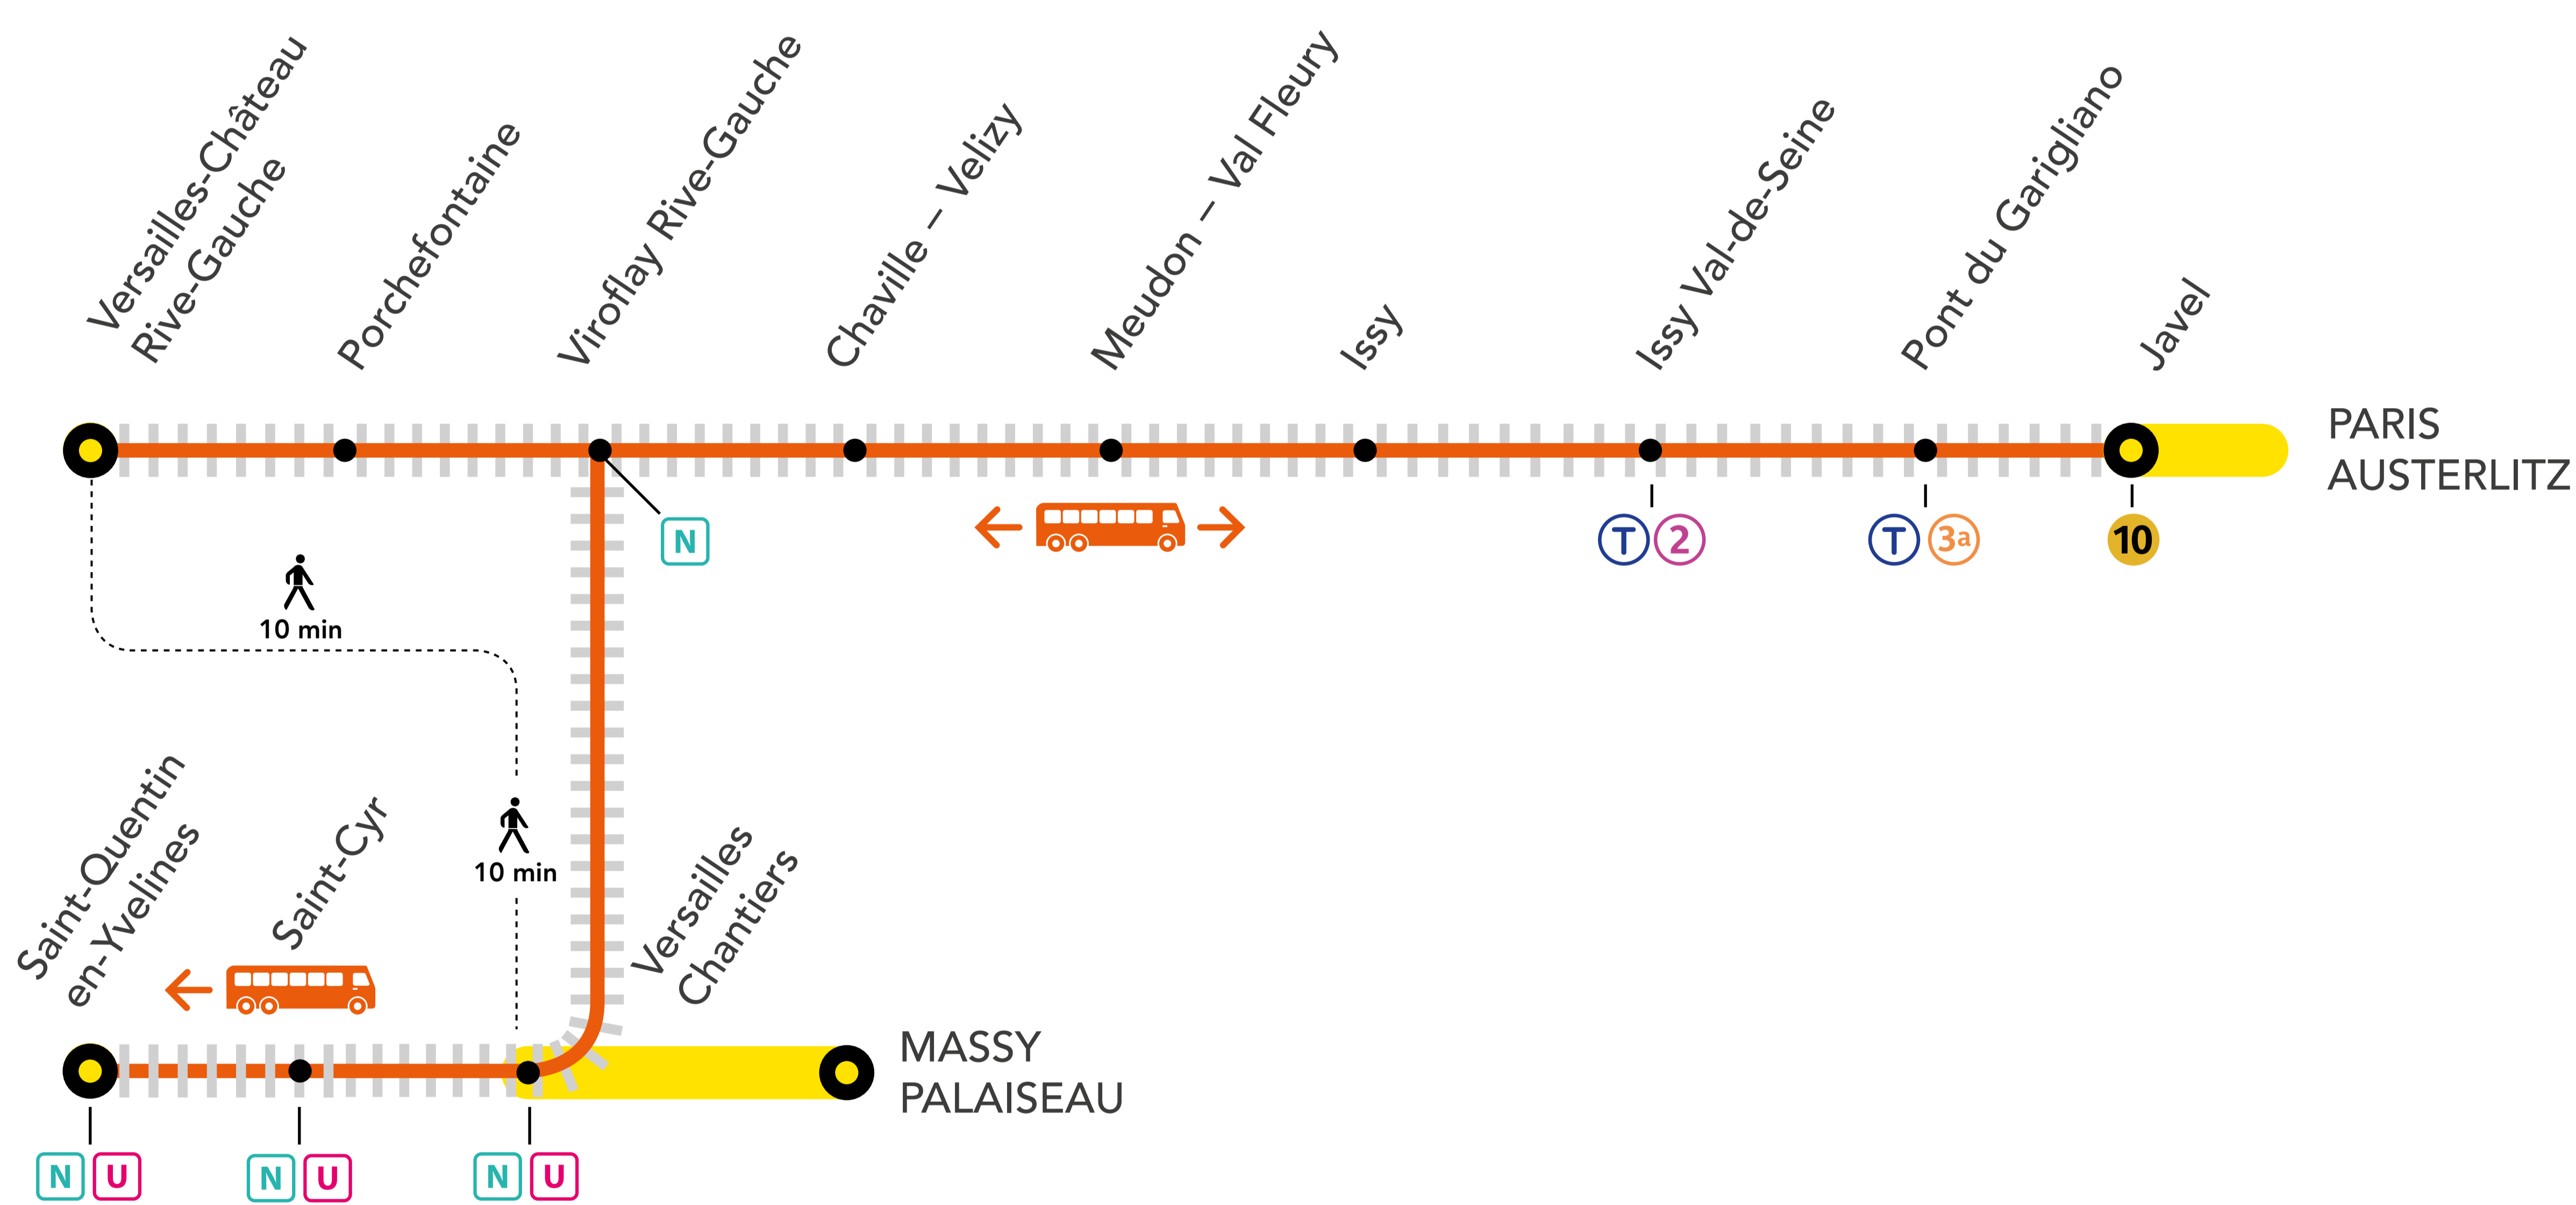 Versailles-Château
Rive-Gauche
Porchefontaine
Viroflay Rive-Gauche
Chaville – Velizy
Meudon – Val Fleury
Issy
Issy Val-de-Seine
Pont du Garigliano
Javel
PARIS
AUSTERLITZ
N
T 2
T 3a
10
10 min
10 min
Saint-Quentin
en-Yvelines
Saint-Cyr
Versailles
Chantiers
MASSY
PALAISEAU
N U
N U
N U